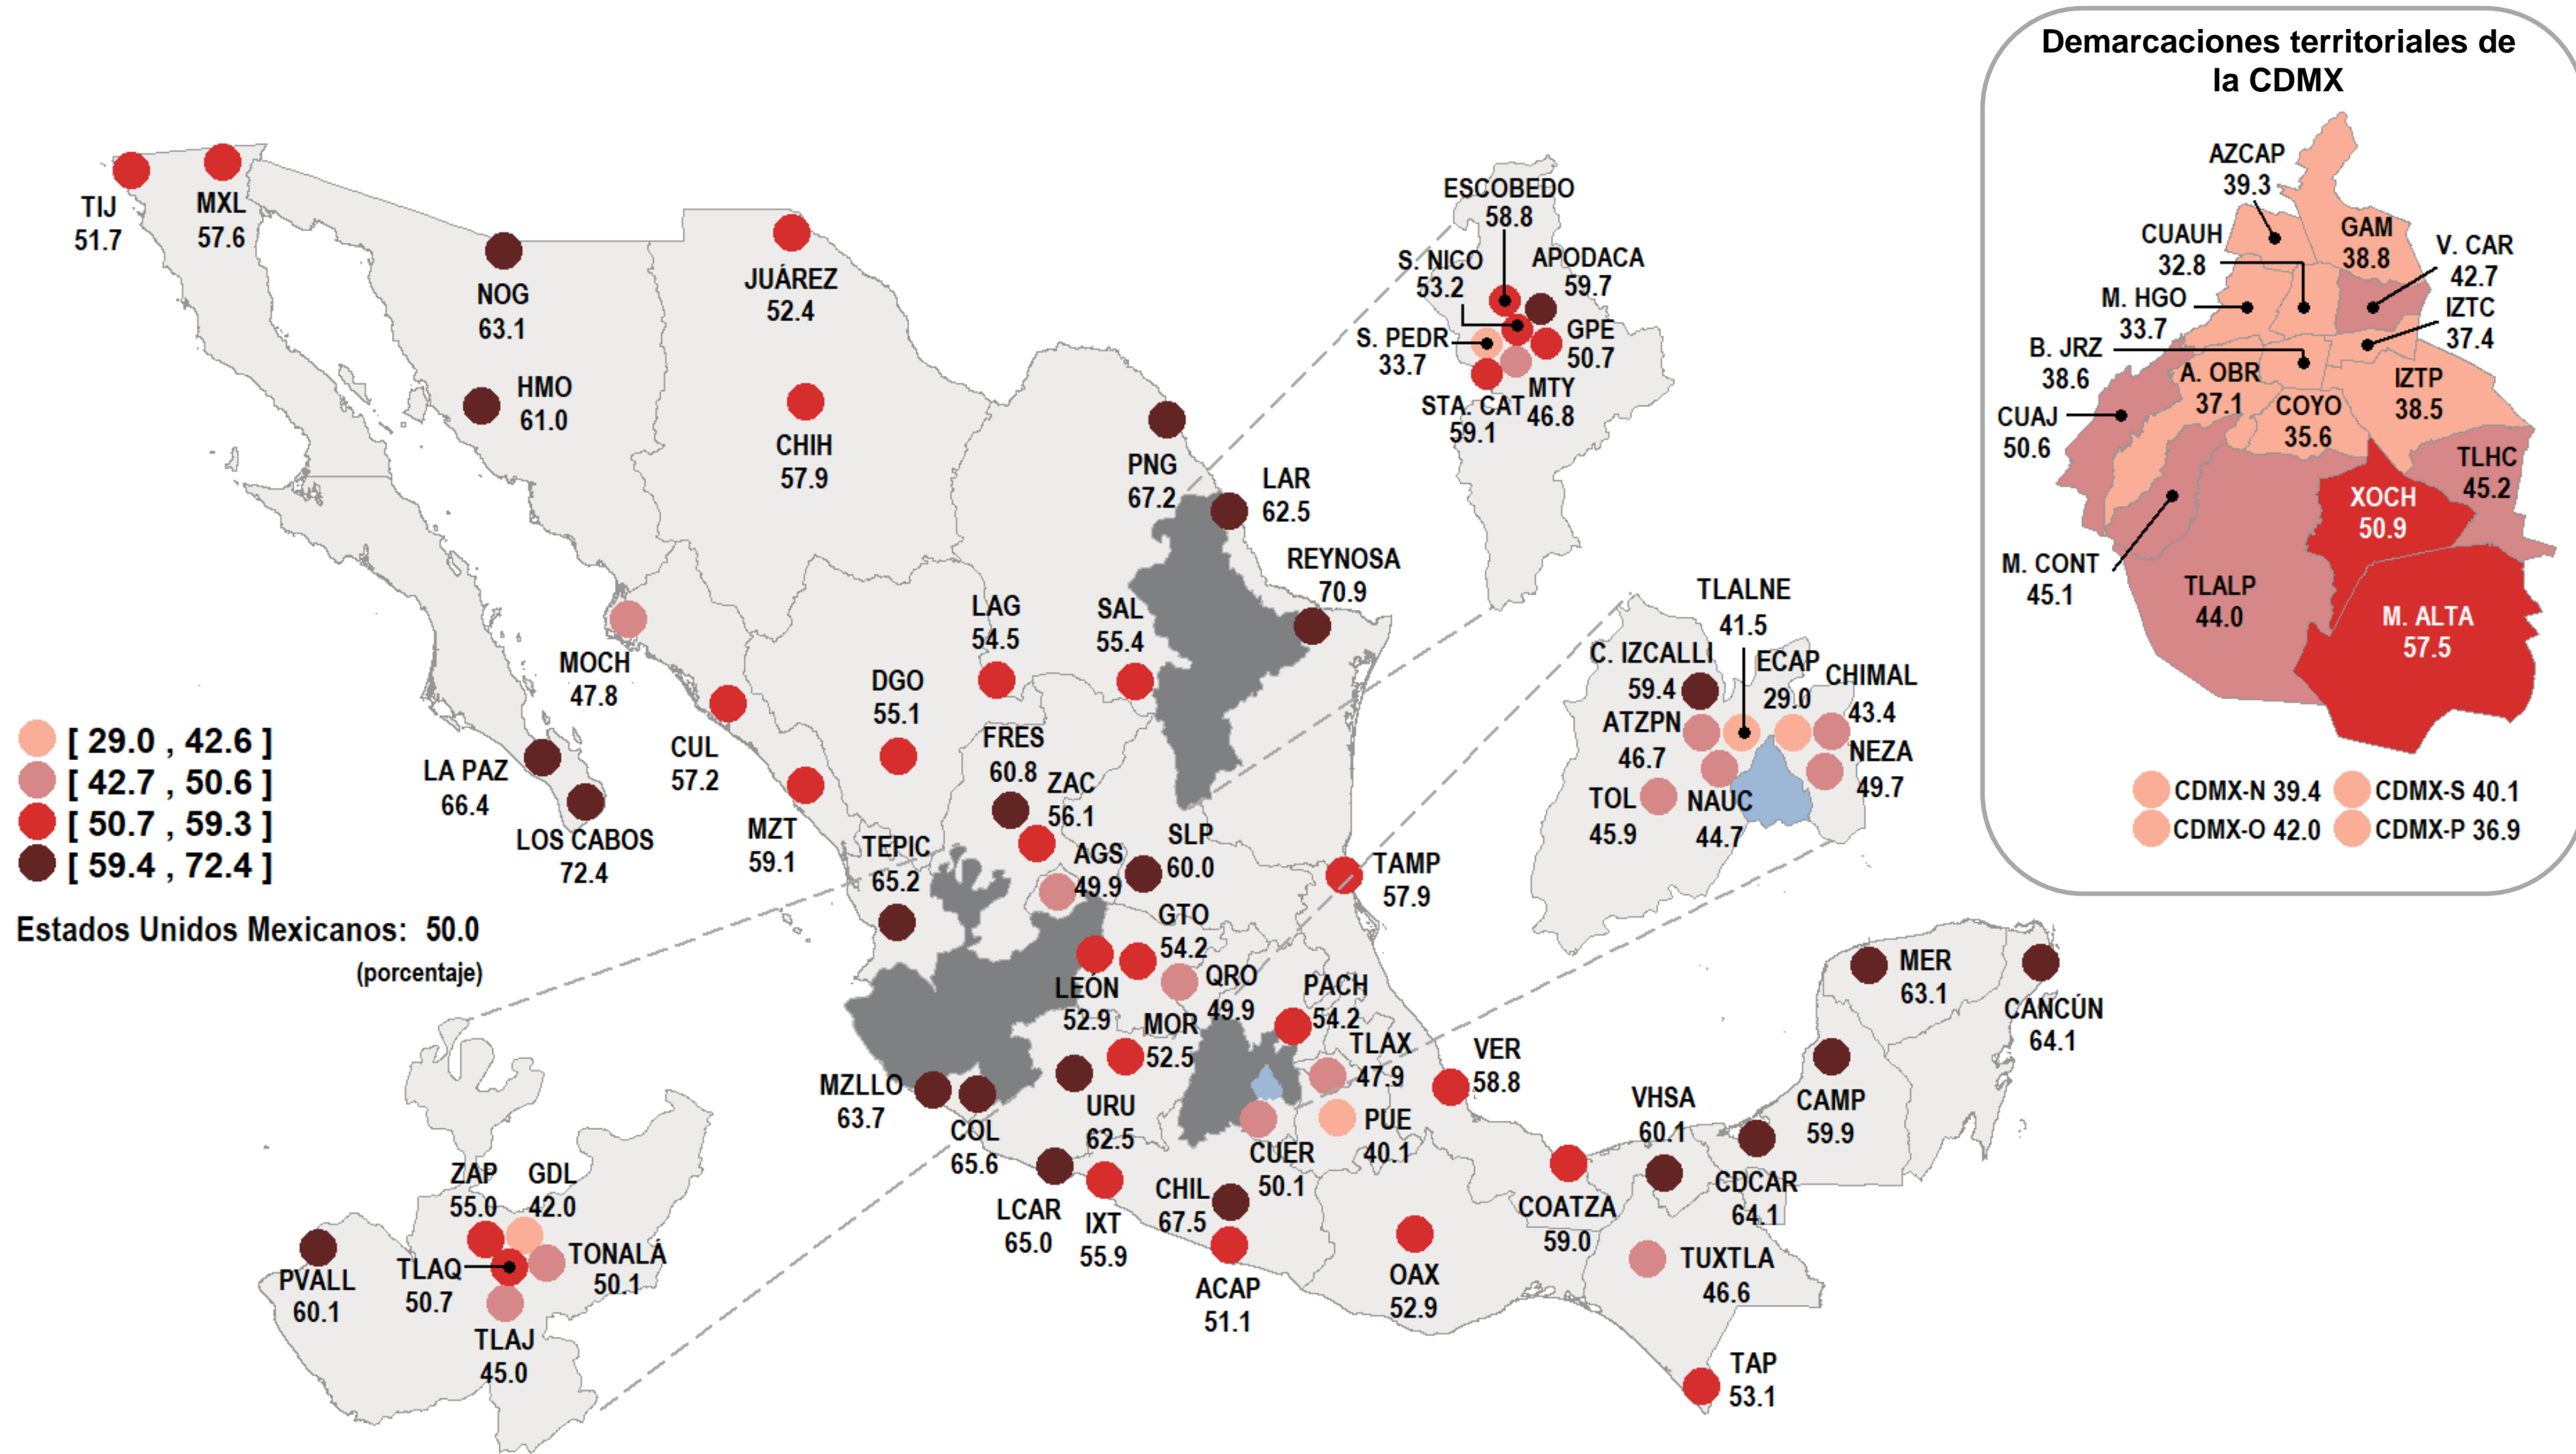 Demarcaciones territoriales de
la CDMX
AZCAP
39.3
GAM
38.8
CUAUH
32.8
V. CAR
42.7
M. HGO
33.7
IZTC
37.4
B. JRZ
38.6
A. OBR
37.1
IZTP
38.5
CUAJ
50.6
COYO
35.6
TLHC
45.2
XOCH
50.9
M. CONT
45.1
TLALP
44.0
M. ALTA
57.5
CDMX-N 39.4
CDMX-S 40.1
CDMX-O 42.0
CDMX-P 36.9
TIJ
51.7
MXL
57.6
NOG
63.1
HMO
61.0
JUÁREZ
52.4
CHIH
57.9
PNG
67.2
LAR
62.5
REYNOSA
70.9
ESCOBEDO
58.8
S. NICO
53.2
APODACA
59.7
S. PEDR
33.7
GPE
50.7
STA. CAT
59.1
MTY
46.8
MOCH
47.8
CUL
57.2
LA PAZ
66.4
LOS CABOS
72.4
MZT
59.1
DGO
55.1
LAG
54.5
SAL
55.4
FRES
60.8
ZAC
56.1
TEPIC
65.2
AGS
49.9
SLP
60.0
TAMP
57.9
GTO
54.2
LEÓN
52.9
QRO
49.9
PACH
54.2
MOR
52.5
TLAX
47.9
VER
58.8
MZLLO
63.7
COL
65.6
URU
62.5
CUER
50.1
PUE
40.1
LCAR
65.0
IXT
55.9
CHIL
67.5
ACAP
51.1
OAX
52.9
COATZA
59.0
VHSA
60.1
CDCAR
64.1
CAMP
59.9
MER
63.1
CANCÚN
64.1
TUXTLA
46.6
TAP
53.1
TLALNE
41.5
C. IZCALLI
59.4
ECAP
29.0
CHIMAL
43.4
ATZPN
46.7
NEZA
49.7
TOL
45.9
NAUC
44.7
[ 29.0 , 42.6 ]
[ 42.7 , 50.6 ]
[ 50.7 , 59.3 ]
[ 59.4 , 72.4 ]
Estados Unidos Mexicanos: 50.0
(porcentaje)
ZAP
55.0
GDL
42.0
PVALL
60.1
TLAQ
50.7
TONALÁ
50.1
TLAJ
45.0